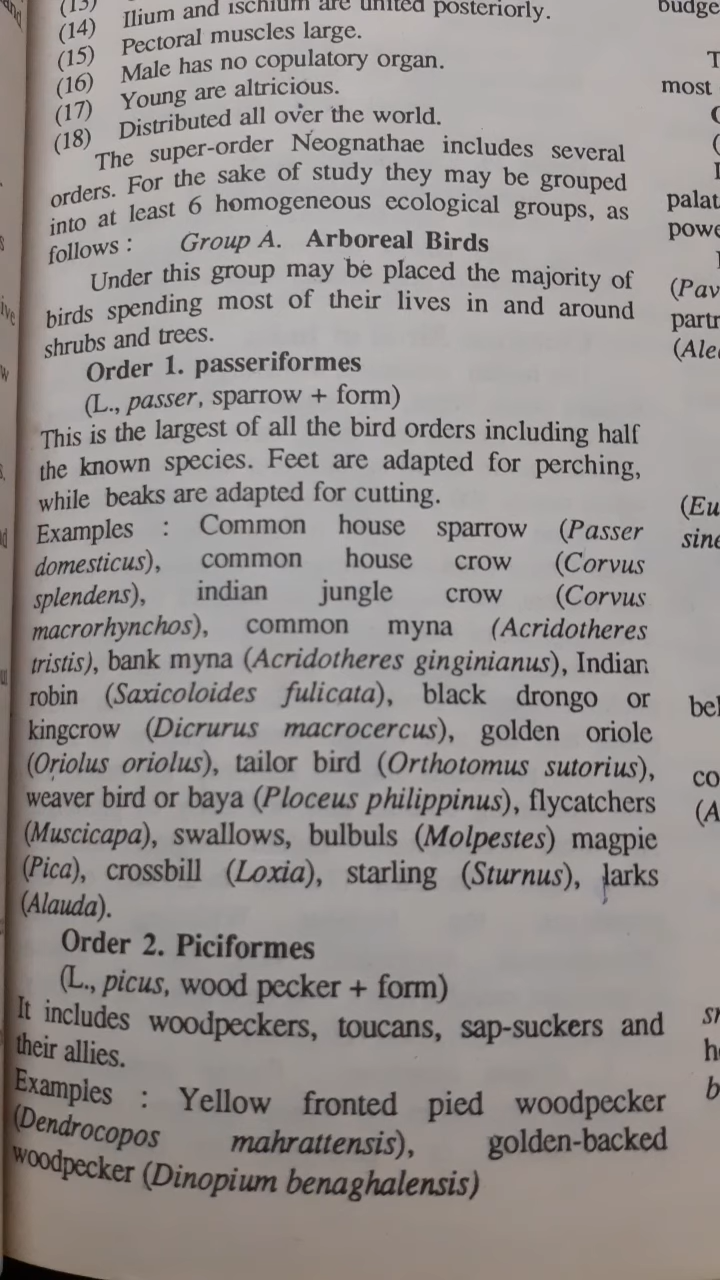 (13)
(14) Ilium and ischium are united posteriorly.
(15) Pectoral muscles large.
(16) Male has no copulatory organ.
(17) Young are altricious.
(18) Distributed all over the world.
The super-order Neognathae includes several
orders. For the sake of study they may be grouped
into at least 6 homogeneous ecological groups, as
follows : Group A. Arboreal Birds
Under this group may be placed the majority of
birds spending most of their lives in and around
shrubs and trees.
Order 1. passeriformes
(L., passer, sparrow + form)
This is the largest of all the bird orders including half
the known species. Feet are adapted for perching,
while beaks are adapted for cutting.
Examples : Common house sparrow (Passer
domesticus), common house crow (Corvus
splendens), indian jungle crow (Corvus
macrorhynchos), common myna (Acridotheres
tristis), bank myna (Acridotheres ginginianus), Indian
robin (Saxicoloides fulicata), black drongo or
kingcrow (Dicrurus macrocercus), golden oriole
(Oriolus oriolus), tailor bird (Orthotomus sutorius),
weaver bird or baya (Ploceus philippinus), flycatchers
(Muscicapa), swallows, bulbuls (Molpestes) magpie
(Pica), crossbill (Loxia), starling (Sturnus), larks
(Alauda).
Order 2. Piciformes
(L., picus, wood pecker + form)
It includes woodpeckers, toucans, sap-suckers and
their allies.
Examples : Yellow fronted pied woodpecker
(Dendrocopos mahrattensis), golden-backed
woodpecker (Dinopium benaghalensis)
budge
T
most
palat
powe
(Pav
partr
(Alec
(Eu
sine
bel
co
(A
h
b